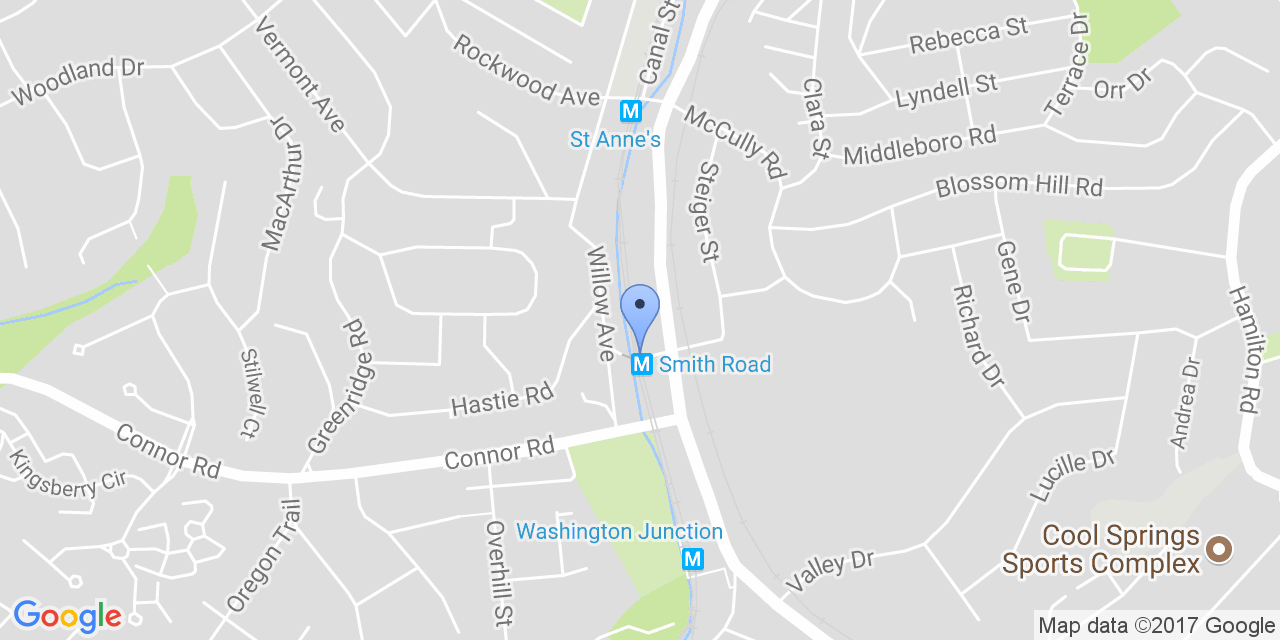 Woodland Dr
Vermont Ave
Rockwood Ave
Canal St
Rebecca St
Terrace Dr
Lyndell St
Orr Dr
M
St Anne's
McCully Rd
Clara St
Middleboro Rd
MacArthur Dr
Steiger St
Blossom Hill Rd
Willow Ave
Gene Dr
Richard Dr
Hamilton Rd
Stilwell Ct
Greenridge Rd
M Smith Road
Andrea Dr
Hastie Rd
Connor Rd
Connor Rd
Kingsberry Cir
Lucille Dr
Oregon Trail
Overhill St
Washington Junction
M
Valley Dr
Cool Springs
Sports Complex
Google
Map data ©2017 Google